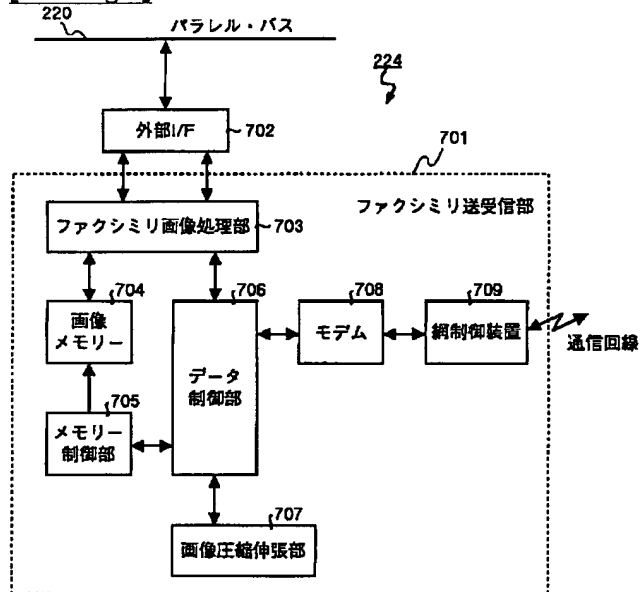 220
パラレル・バス
224
外部I/F
702
701
ファクシミリ送受信部
ファクシミリ画像処理部
703
704
画像
メモリー
706
データ
制御部
708
モデム
709
網制御装置
通信回線
705
メモリー
制御部
707
画像圧縮伸張部